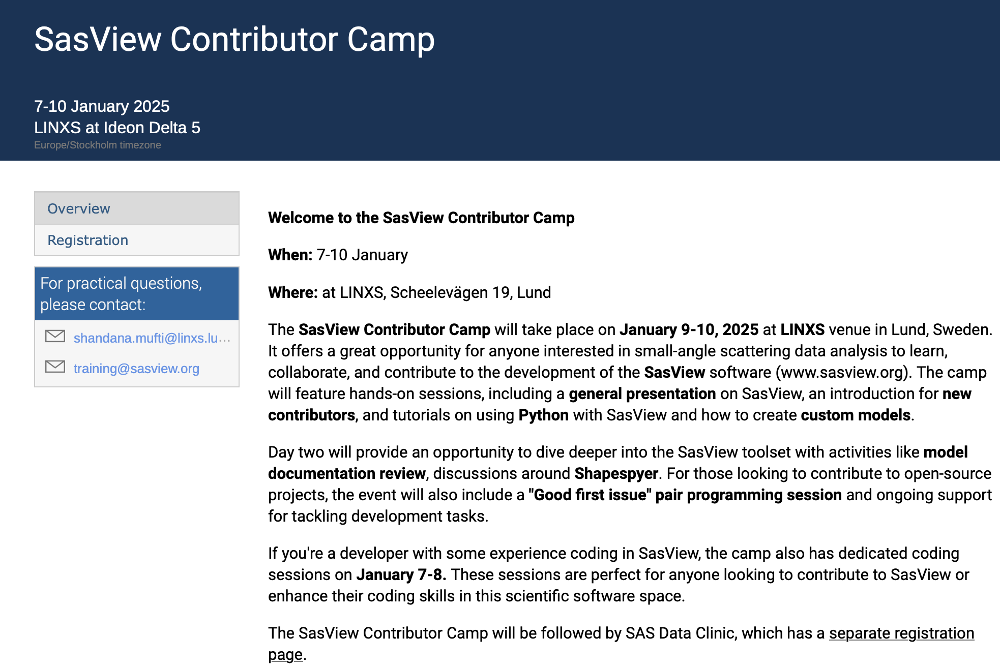 SasView Contributor Camp
7-10 January 2025
LINXS at Ideon Delta 5
Europe/Stockholm timezone
Overview
Registration
For practical questions,
please contact:
shandana.mufti@linxs.lu...
training@sasview.org
Welcome to the SasView Contributor Camp
When: 7-10 January
Where: at LINXS, Scheelevägen 19, Lund
The SasView Contributor Camp will take place on January 9-10, 2025 at LINXS venue in Lund, Sweden.
It offers a great opportunity for anyone interested in small-angle scattering data analysis to learn,
collaborate, and contribute to the development of the SasView software (www.sasview.org). The camp
will feature hands-on sessions, including a general presentation on SasView, an introduction for new
contributors, and tutorials on using Python with SasView and how to create custom models.
Day two will provide an opportunity to dive deeper into the SasView toolset with activities like model
documentation review, discussions around Shapespyer. For those looking to contribute to open-source
projects, the event will also include a "Good first issue" pair programming session and ongoing support
for tackling development tasks.
If you're a developer with some experience coding in SasView, the camp also has dedicated coding
sessions on January 7-8. These sessions are perfect for anyone looking to contribute to SasView or
enhance their coding skills in this scientific software space.
The SasView Contributor Camp will be followed by SAS Data Clinic, which has a separate registration
page.